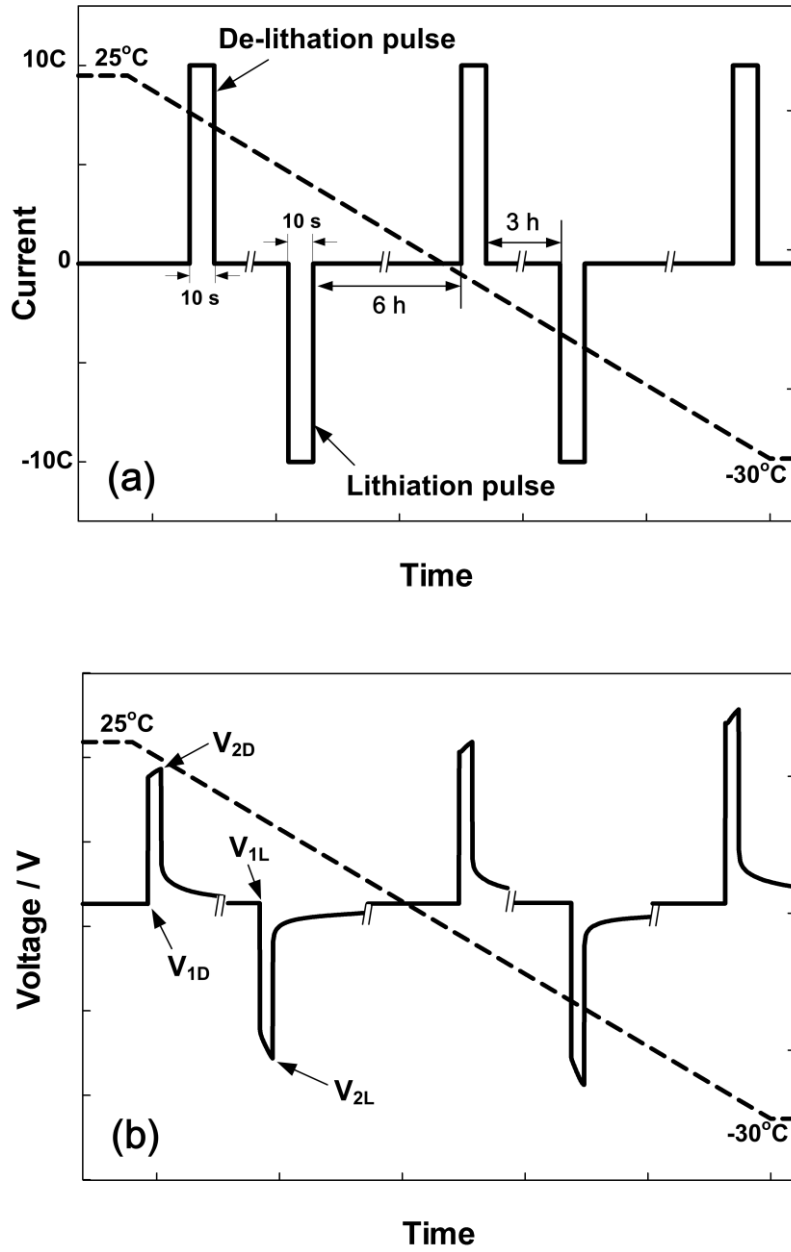 De-lithation pulse
10C
25°C
10 s
3 h
Current
0
10 s
6 h
-10C
(a)
Lithiation pulse
-30°C
Time
25°C
V2D
V1L
Voltage / V
V1D
V2L
(b)
-30°C
Time